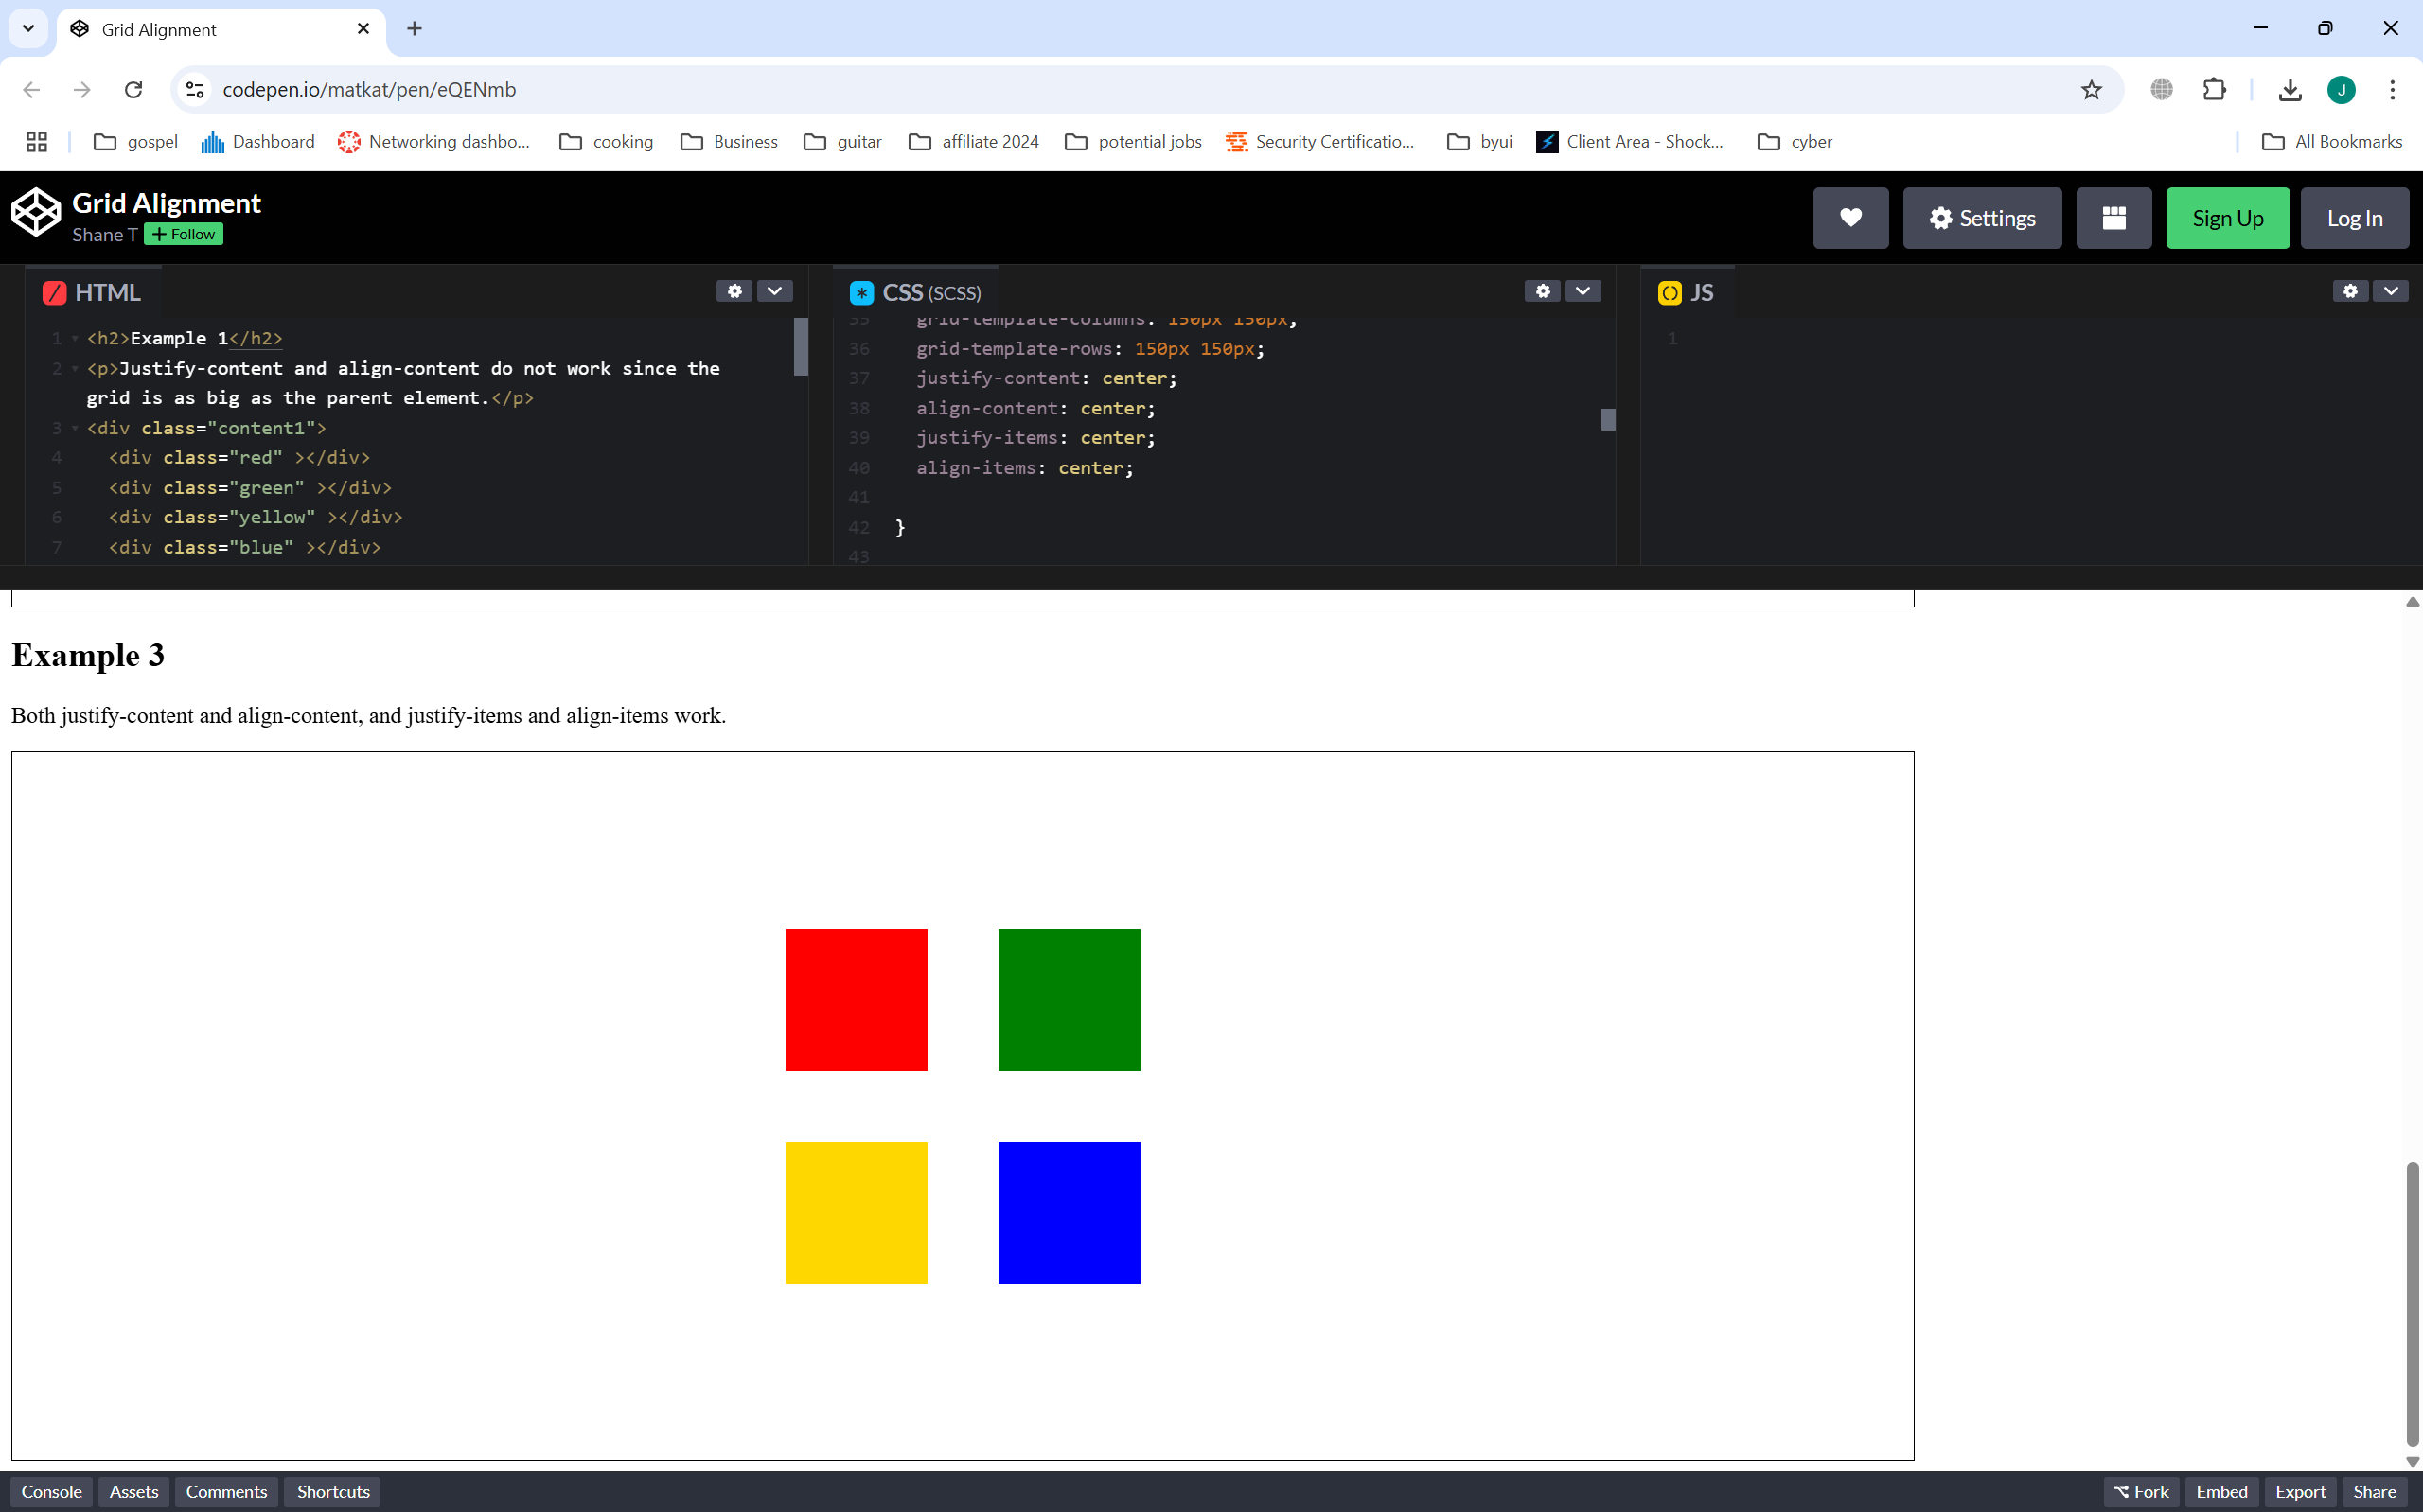 Grid Alignment
codepen.io/matkat/pen/eQENmb
J
gospel Dashboard Networking dashbo... cooking Business guitar affiliate 2024 potential jobs Security Certificatio... byui Client Area - Shock... cyber All Bookmarks
Grid Alignment
Shane T + Follow
Settings Sign Up Log In
HTML
1 <h2>Example 1</h2>
2 <p>Justify-content and align-content do not work since the
grid is as big as the parent element.</p>
3 <div class="content1">
4 <div class="red" ></div>
5 <div class="green" ></div>
6 <div class="yellow" ></div>
7 <div class="blue" ></div>
CSS (SCSS)
35 grid-template-columns: 150px 150px;
36 grid-template-rows: 150px 150px;
37 justify-content: center;
38 align-content: center;
39 justify-items: center;
40 align-items: center;
41
42 }
43
JS
1
Example 3
Both justify-content and align-content, and justify-items and align-items work.
Console Assets Comments Shortcuts Fork Embed Export Share